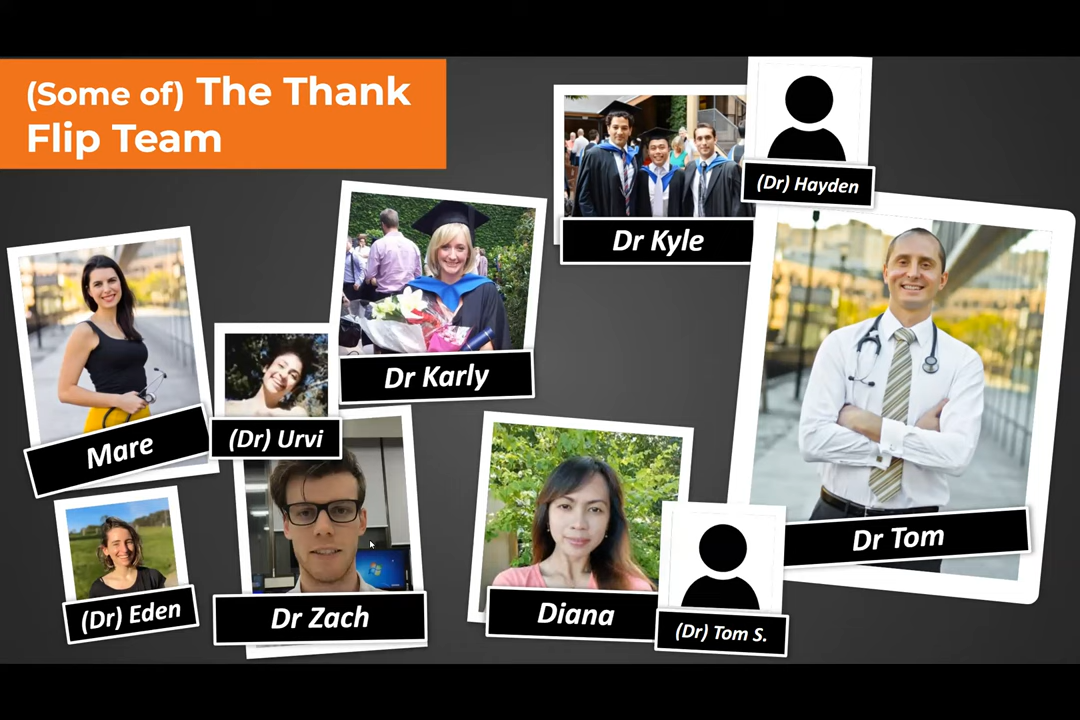 (Some of) The Thank
Flip Team
(Dr) Hayden
Dr Kyle
Dr Karly
Mare
(Dr) Urvi
Dr Tom
(Dr) Eden
Dr Zach
Diana
(Dr) Tom S.